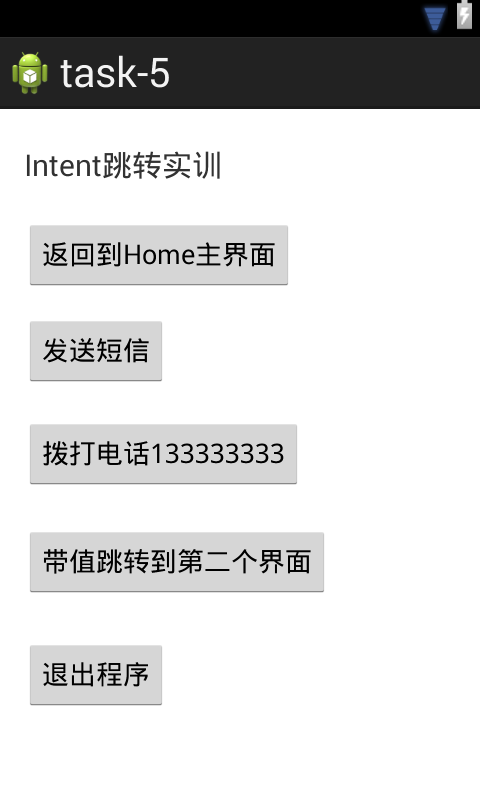 task-5
Intent跳转实训
返回到Home主界面
发送短信
拨打电话133333333
带值跳转到第二个界面
退出程序